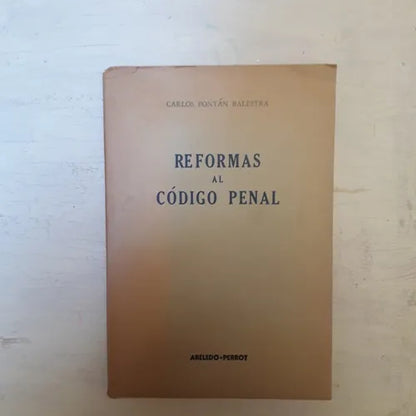 CARLOS FONTÁN BALESTRA
REFORMAS
AL
CÓDIGO PENAL
ABELEDO-PERROT